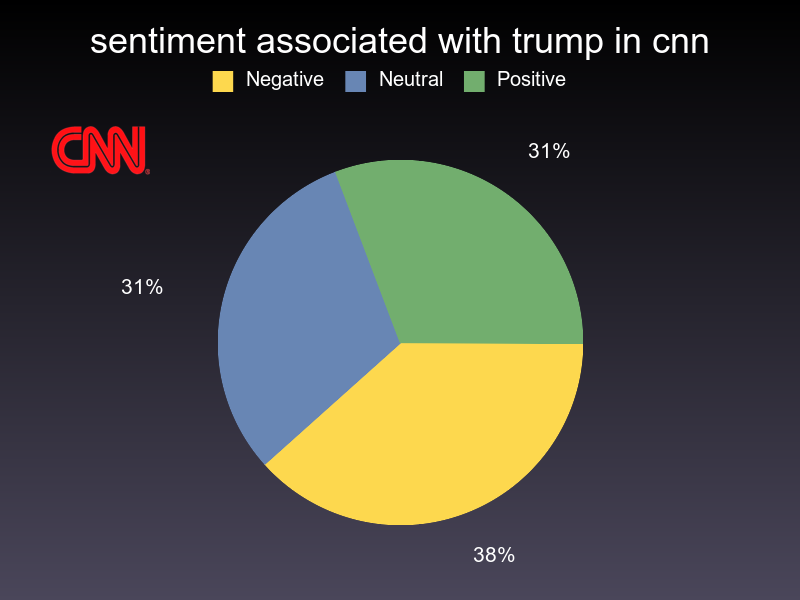 sentiment associated with trump in cnn
Negative Neutral Positive
CNN
31%
31%
38%